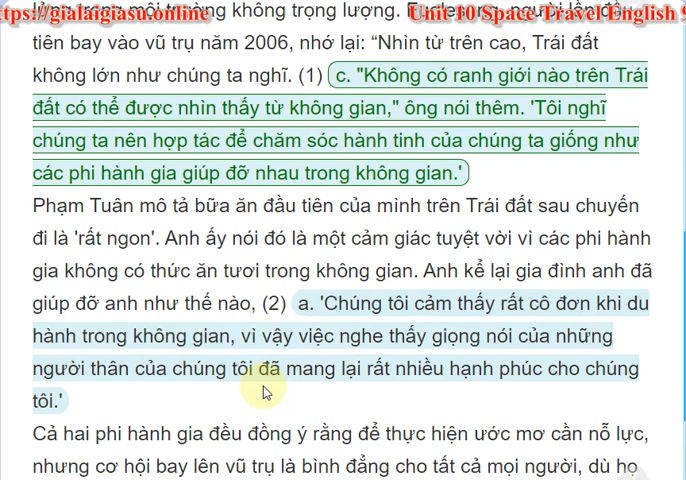 ttps://gialaigiasu.online
Unit 10 Space Travel English 9
trong môi trường không trọng lượng.
tiên bay vào vũ trụ năm 2006, nhớ lại: “Nhìn từ trên cao, Trái đất
không lớn như chúng ta nghĩ. (1) c. "Không có ranh giới nào trên Trái
đất có thể được nhìn thấy từ không gian," ông nói thêm. 'Tôi nghĩ
chúng ta nên hợp tác để chăm sóc hành tinh của chúng ta giống như
các phi hành gia giúp đỡ nhau trong không gian.'
Phạm Tuân mô tả bữa ăn đầu tiên của mình trên Trái đất sau chuyến
đi là 'rất ngon'. Anh ấy nói đó là một cảm giác tuyệt vời vì các phi hành
gia không có thức ăn tươi trong không gian. Anh kể lại gia đình anh đã
giúp đỡ anh như thế nào, (2) a. 'Chúng tôi cảm thấy rất cô đơn khi du
hành trong không gian, vì vậy việc nghe thấy giọng nói của những
người thân của chúng tôi đã mang lại rất nhiều hạnh phúc cho chúng
tôi.'
Cả hai phi hành gia đều đồng ý rằng để thực hiện ước mơ cần nỗ lực,
nhưng cơ hội bay lên vũ trụ là bình đẳng cho tất cả mọi người, dù họ